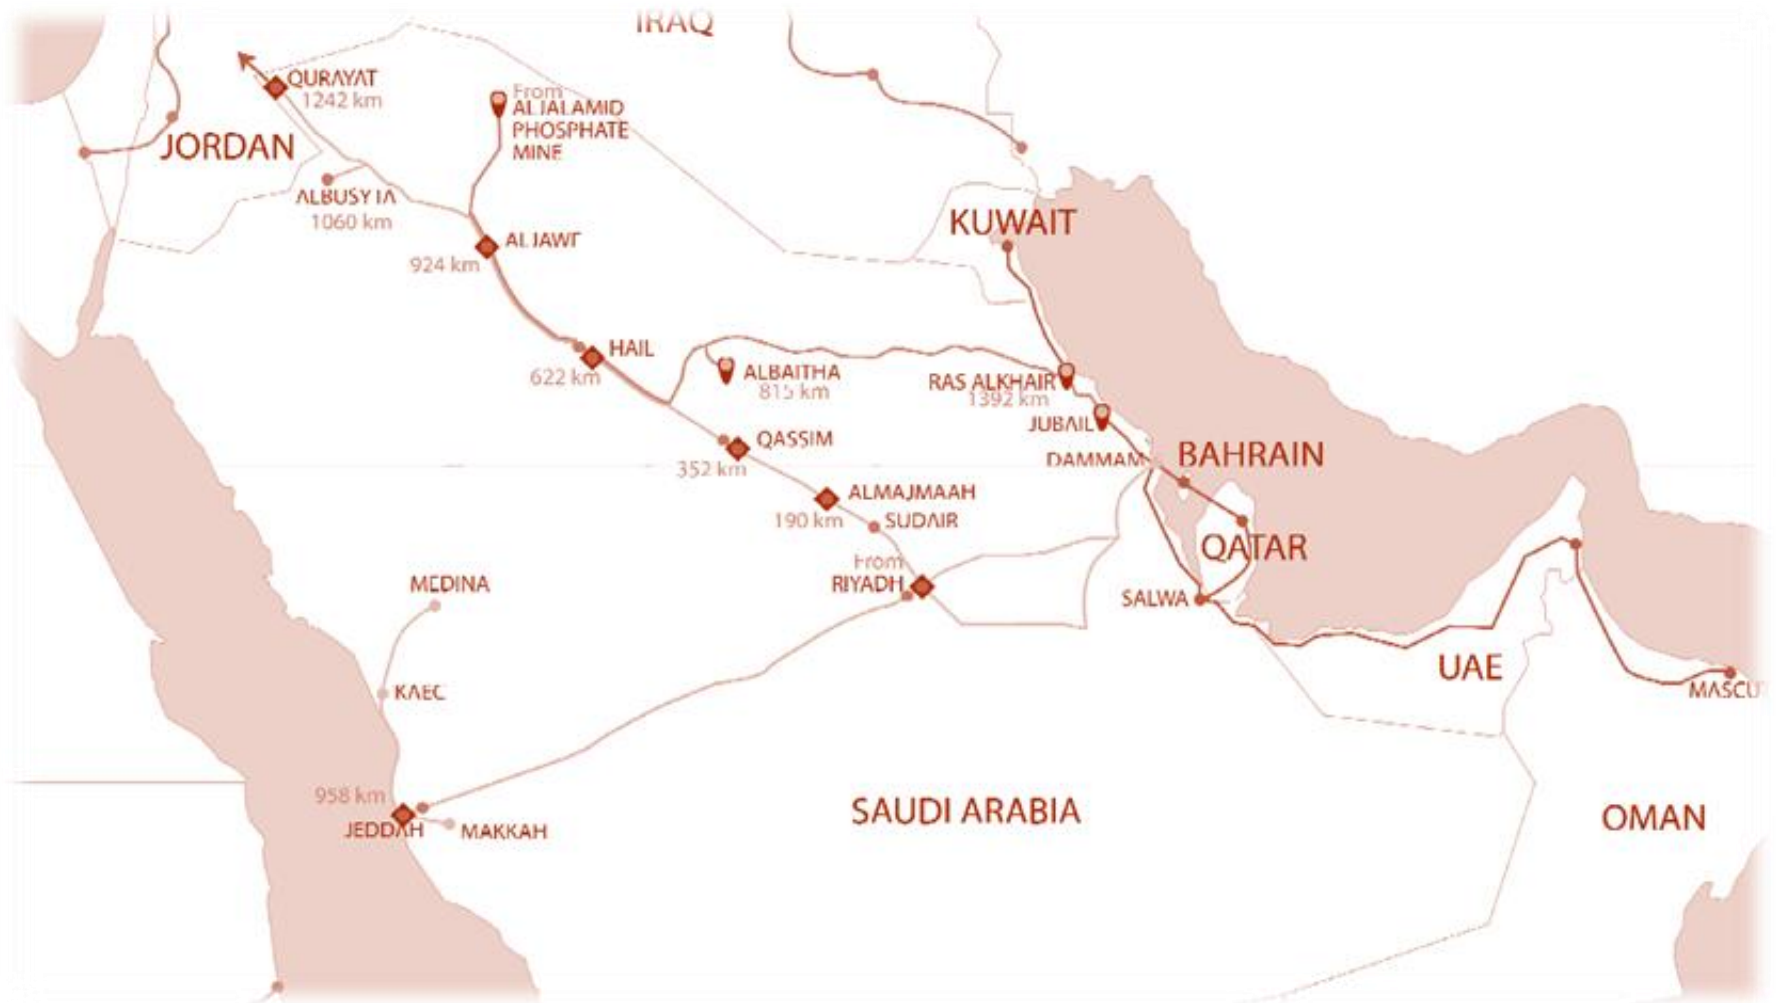 IRAQ
QURAYAT
1242 km
From
AL JALAMID
PHOSPHATE
MINE
JORDAN
ALBUSYTA
1060 km
KUWAIT
AL JAWF
924 km
HAIL
622 km
ALBAITHA
815 km
RAS ALKHAIR
1392 km
JUBAIL
QASSIM
352 km
DAMMAM
BAHRAIN
ALMAJMAAH
190 km
SUDAIR
QATAR
From
RIYADH
MEDINA
SALWA
UAE
KAEC
MASCU
958 km
JEDDAH
MAKKAH
SAUDI ARABIA
OMAN